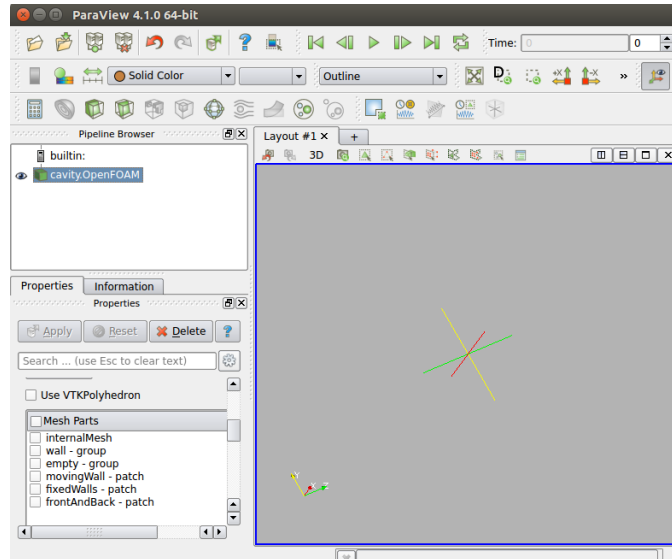 ParaView 4.1.0 64-bit
Time: 0 0
Solid Color Outline D +X -X »
Pipeline Browser
Layout #1 x +
builtin:
3D
cavity.OpenFOAM
Properties Information
Properties
Apply Reset Delete ?
Search ... (use Esc to clear text)
Use VTKPolyhedron
Mesh Parts
internalMesh
wall - group
empty - group
movingWall - patch
fixedWalls - patch
frontAndBack - patch
Y X Z